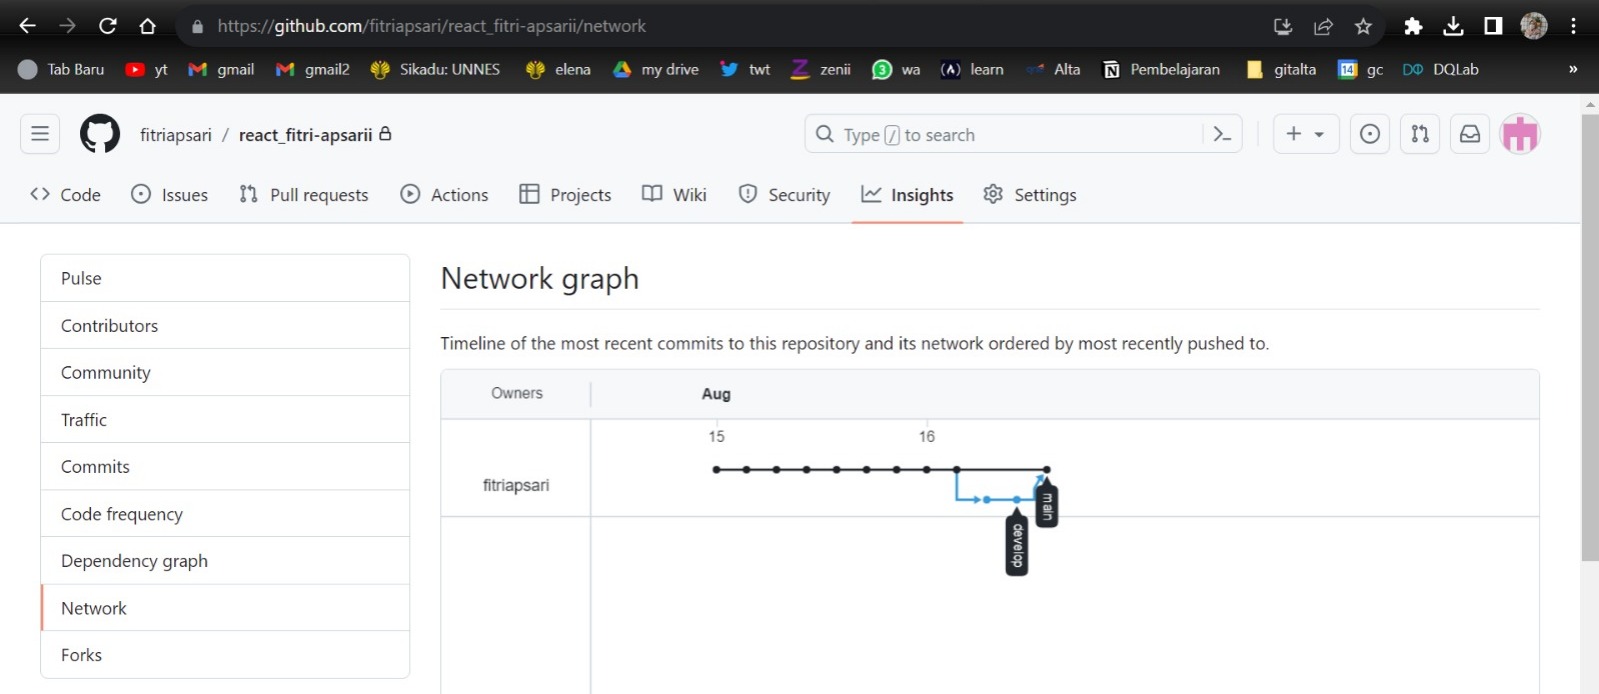 https://github.com/fitriapsari/react_fitri-apsarii/network
Tab Baru yt gmail gmail2 Sikadu: UNNES elena my drive twt zenii 3 wa learn Alta Pembelajaran gitalta 14 gc DQLab »
fitriapsari / react_fitri-apsarii Type / to search
Code Issues Pull requests Actions Projects Wiki Security Insights Settings
Pulse
Contributors
Community
Traffic
Commits
Code frequency
Dependency graph
Network
Forks
Network graph
Timeline of the most recent commits to this repository and its network ordered by most recently pushed to.
Owners Aug
15 16
fitriapsari
main
develop